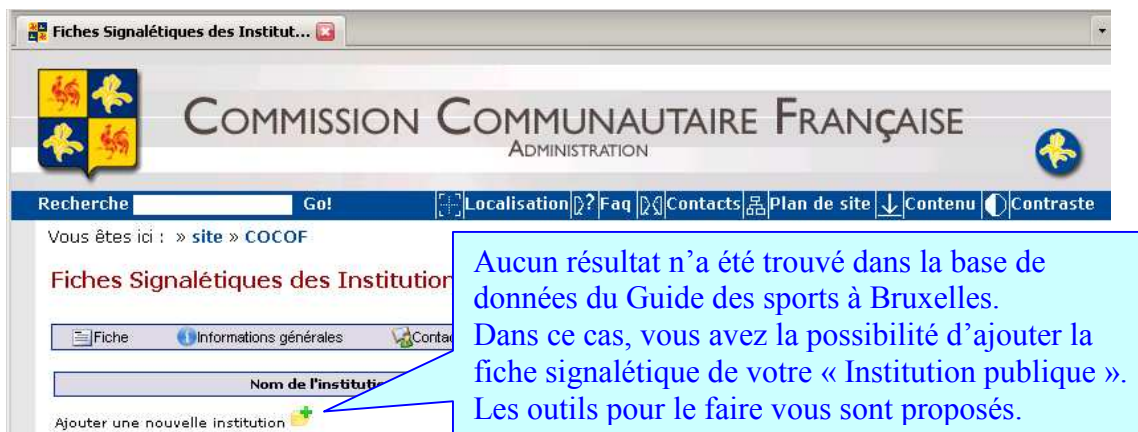 Fiches Signalétiques des Institut...
COMMISSION COMMUNAUTAIRE FRANÇAISE
ADMINISTRATION
Recherche Go! Localisation ? Faq Contacts Plan de site Contenu Contraste
Vous êtes ici : » site » COCOF
Fiches Signalétiques des Institution
Fiche Informations générales Conta
Nom de l'institutio
Ajouter une nouvelle institution
Aucun résultat n’a été trouvé dans la base de
données du Guide des sports à Bruxelles.
Dans ce cas, vous avez la possibilité d’ajouter la
fiche signalétique de votre « Institution publique ».
Les outils pour le faire vous sont proposés.